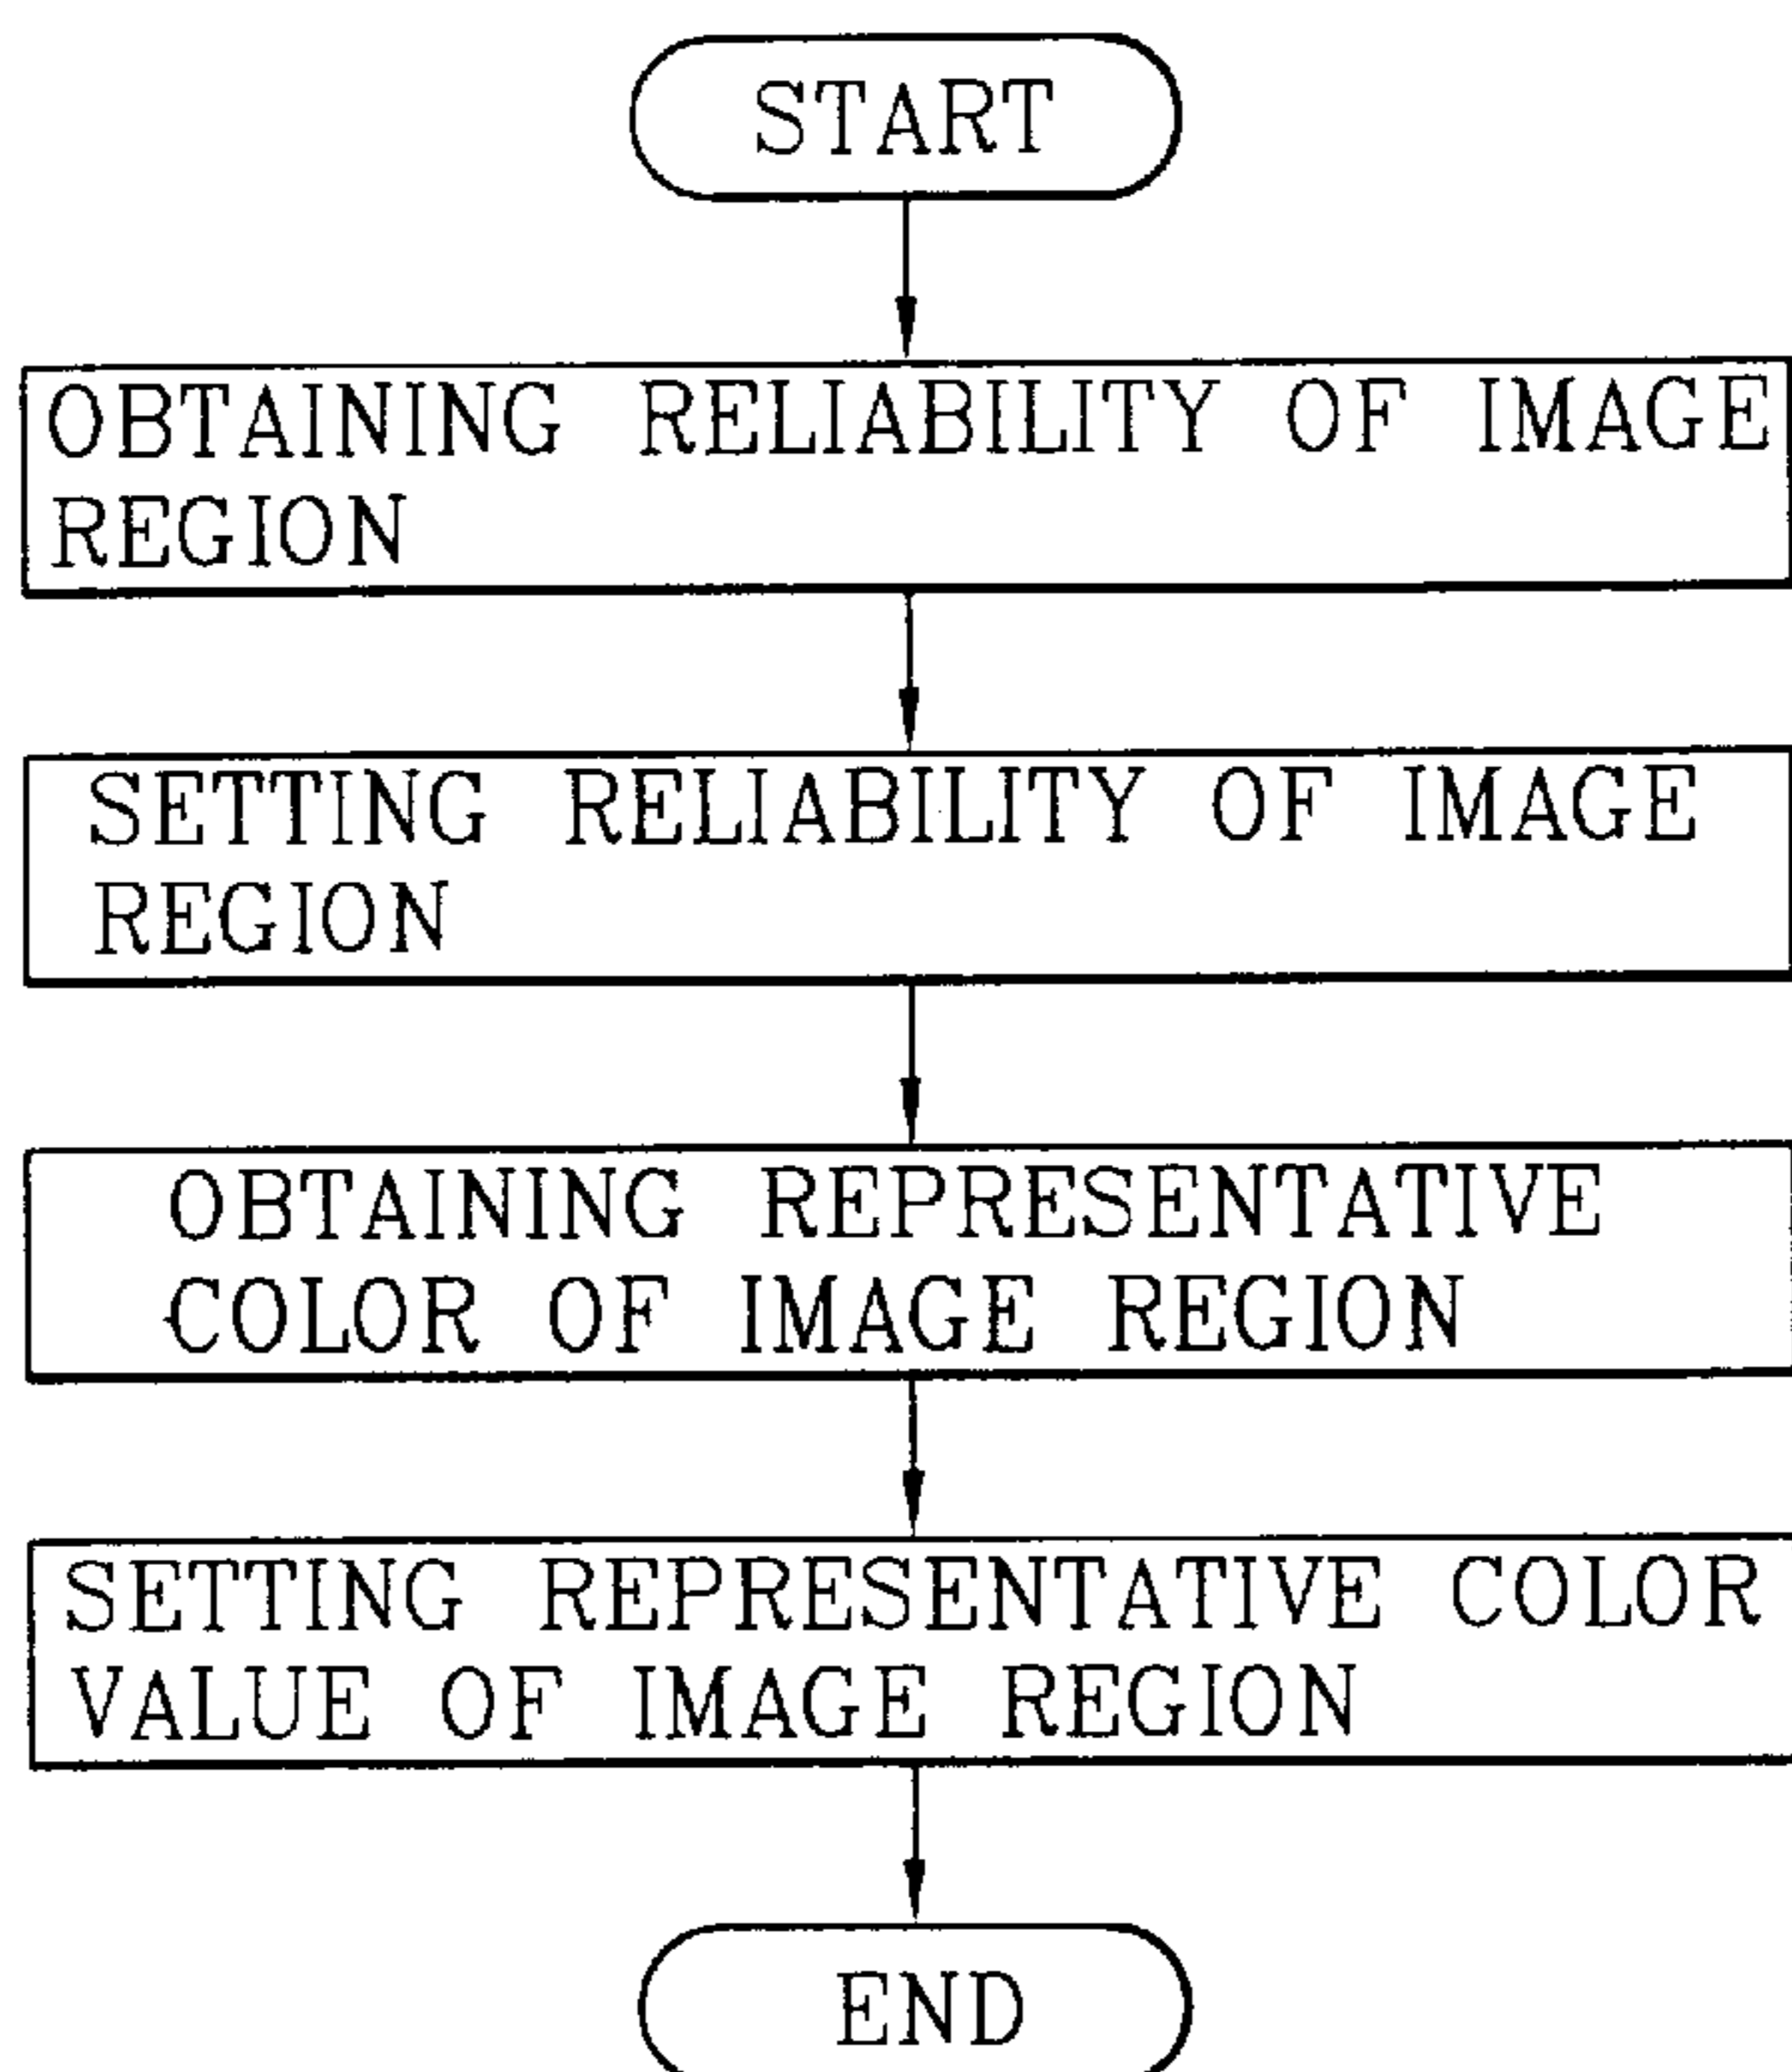 START
OBTAINING RELIABILITY OF IMAGE
REGION
SETTING RELIABILITY OF IMAGE
REGION
OBTAINING REPRESENTATIVE
COLOR OF IMAGE REGION
SETTING REPRESENTATIVE COLOR
VALUE OF IMAGE REGION
END